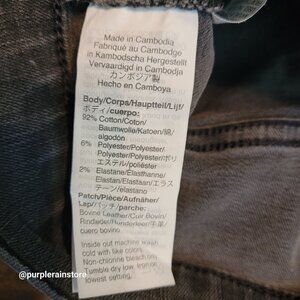 Made in Cambodia
Fabriqué au Cambodge
in Kambodscha Hergestellt
Vervaardigd in Cambodja
カンボジア製
Hecho en Camboya
Body/Corps/Hauptteil/Lijf/
ボディ/cuerpo:
92% Cotton/Coton/
Baumwolle/Katoen/綿/
algodón
6% Polyester/Polyester/
Polyester/Polyester/ポリ
エステル/poliéster
2% Elastane/Élasthanne/
Elastan/Elastaan/エラス
テーン/elastano
Patch/Pièce/Aufnäher/
Lap/パッチ/parche:
Bovine Leather/Cuir Bovin/
Rindleder/Runderleer/牛革/
cuero bovino
Inside out machine wash
cold with like colors.
Non-chlorine bleach
tumble dry low, iron on
lowest setting.
@purplerainstore